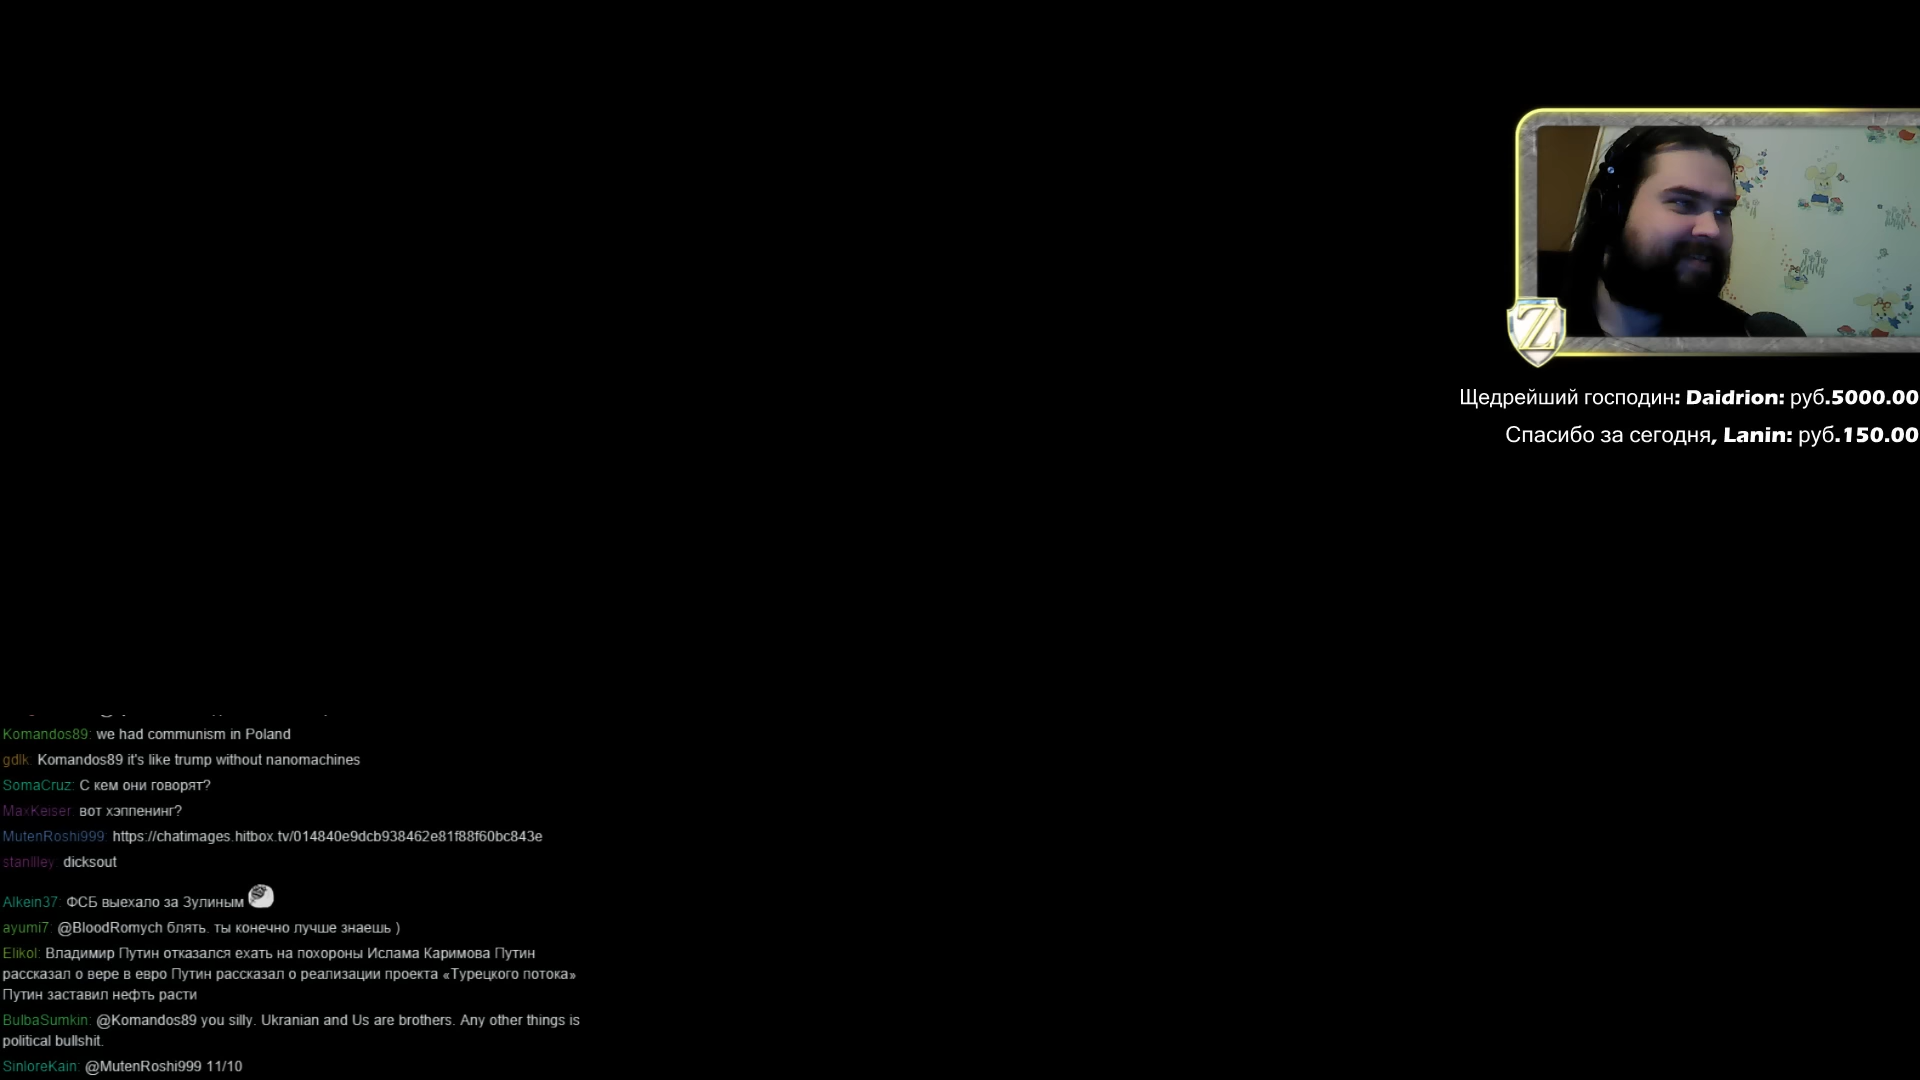 Z
Щедрейший господин: Daidrion: руб.5000.00
Спасибо за сегодня, Lanin: руб.150.00
Komandos89: we had communism in Poland
gdlk: Komandos89 it's like trump without nanomachines
SomaCruz: С кем они говорят?
MaxKeiser: вот хэппенинг?
MutenRoshi999: https://chatimages.hitbox.tv/014840e9dcb938462e81f88f60bc843e
stanlley: dicksout
Alkein37: ФСБ выехало за Зулиным
ayumi7: @BloodRomych блять. ты конечно лучше знаешь )
Elikol: Владимир Путин отказался ехать на похороны Ислама Каримова Путин
рассказал о вере в евро Путин рассказал о реализации проекта «Турецкого потока»
Путин заставил нефть расти
BulbaSumkin: @Komandos89 you silly. Ukranian and Us are brothers. Any other things is
political bullshit.
SinloreKain: @MutenRoshi999 11/10